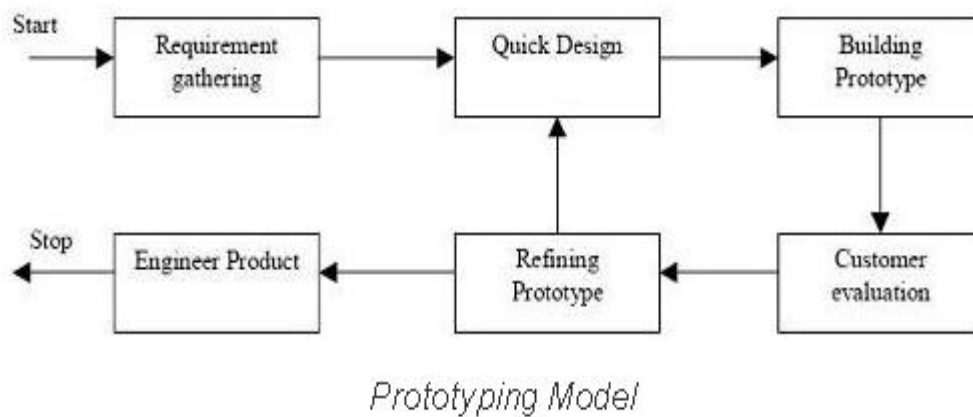 Start
Requirement
gathering
Quick Design
Building
Prototype
Stop
Engineer Product
Refining
Prototype
Customer
evaluation
Prototyping Model